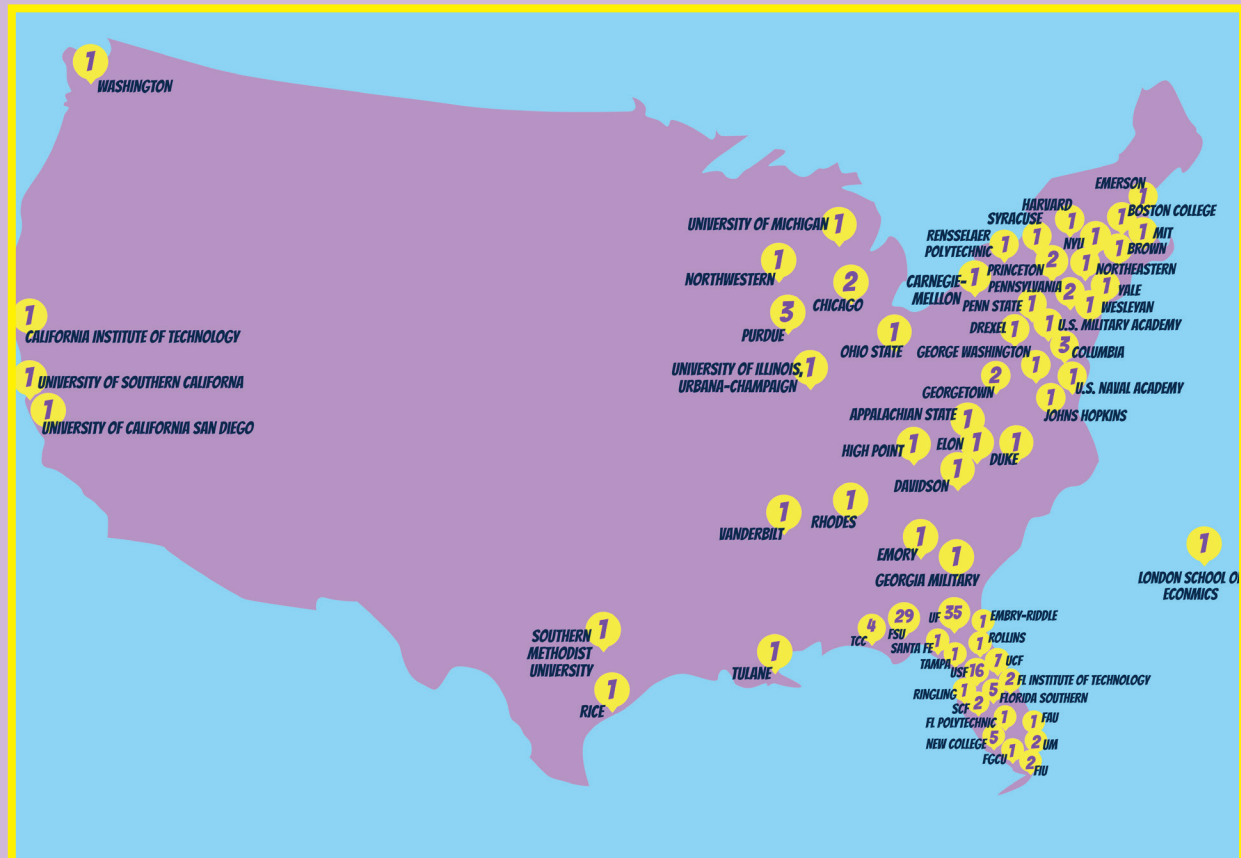 1
WASHINGTON
1
CALIFORNIA INSTITUTE OF TECHNOLOGY
1
UNIVERSITY OF SOUTHERN CALIFORNA
1
UNIVERSITY OF CALIFORNIA SAN DIEGO
UNIVERSITY OF MICHIGAN
1
1
NORTHWESTERN
2
CHICAGO
3
PURDUE
1
OHIO STATE
UNIVERSITY OF ILLINOIS,
URBANA-CHAMPAIGN
1
EMERSON
1
HARVARD
1
1
BOSTON COLLEGE
SYRACUSE
1
RENSSELAER
POLYTECHNIC
1
NYU
1
1
MIT
1
BROWN
PRINCETON
2
1
NORTHEASTERN
CARNEGIE-
MELLLON
1
PENNSYLVANIA
2
1
YALE
PENN STATE
1
1
WESLEYAN
DREXEL
1
1
U.S. MILITARY ACADEMY
GEORGE WASHINGTON
1
3
COLUMBIA
2
GEORGETOWN
1
U.S. NAVAL ACADEMY
1
JOHNS HOPKINS
APPALACHIAN STATE
1
HIGH POINT
1
ELON
1
1
DUKE
1
DAVIDSON
1
VANDERBILT
1
RHODES
1
EMORY
1
GEORGIA MILITARY
1
LONDON SCHOOL OF
ECONMICS
1
SOUTHERN
METHODIST
UNIVERSITY
1
RICE
1
TULANE
4
TCC
29
FSU
UF
35
1
EMBRY-RIDDLE
1
SANTA FE
1
ROLLINS
1
TAMPA
USF
16
UCF
2
FL INSTITUTE OF TECHNOLOGY
RINGLING
1
5
FLORIDA SOUTHERN
2
SCF
1
FL POLYTECHNIC
1
FAU
NEW COLLEGE
5
2
UM
1
FGCU
2
FIU